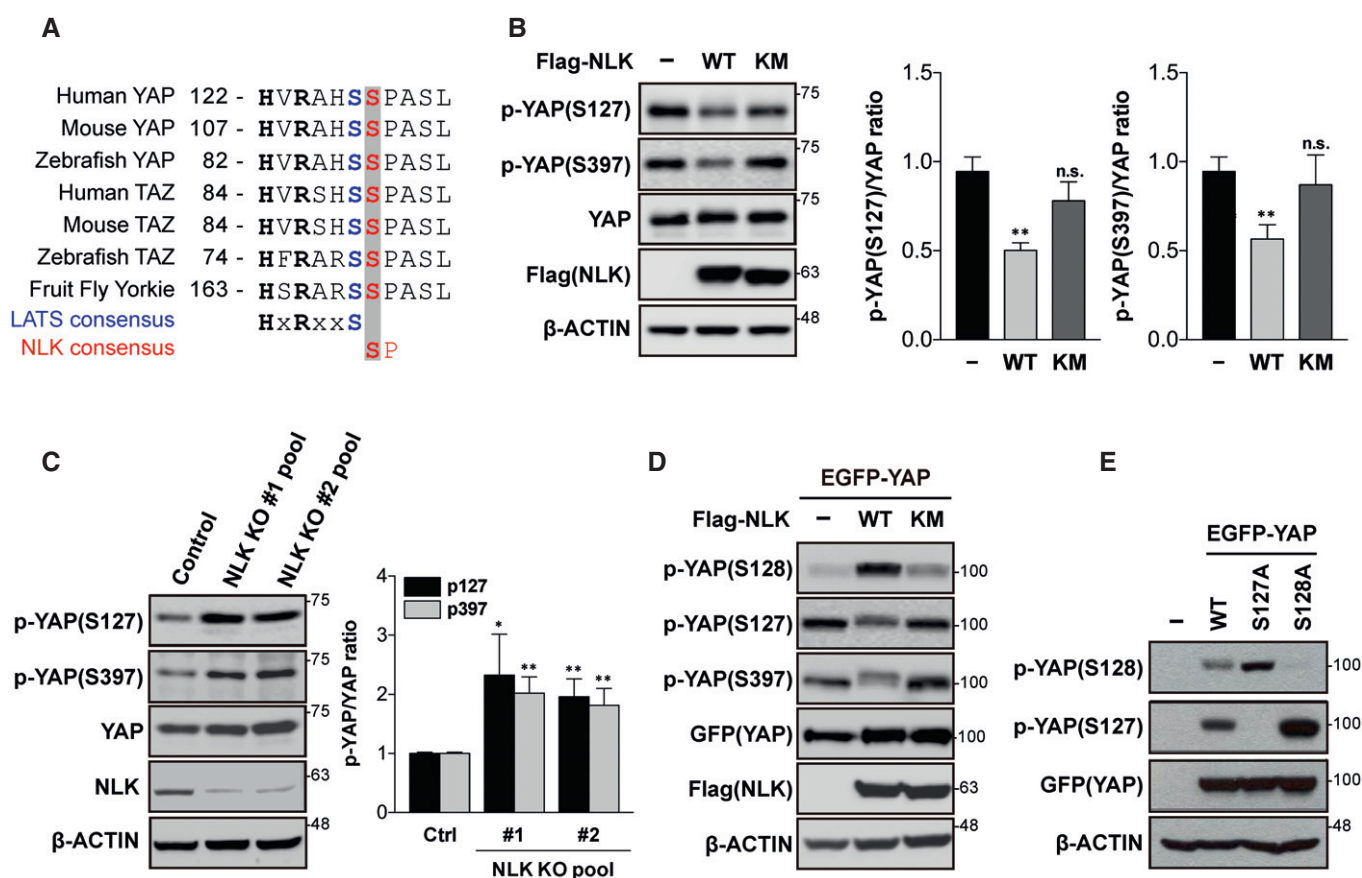 A
Human YAP 122 - HVRAHSSPASL
Mouse YAP 107 - HVRAHSSPASL
Zebrafish YAP 82 - HVRAHSSPASL
Human TAZ 84 - HVRSHSSPASL
Mouse TAZ 84 - HVRSHSSPASL
Zebrafish TAZ 74 - HFRARSSPASL
Fruit Fly Yorkie 163 - HSRARSSPASL
LATS consensus HxRxxS
NLK consensus SP
B
Flag-NLK – WT KM
p-YAP(S127) 75
p-YAP(S397) 75
YAP
Flag(NLK) 63
β-ACTIN 48
p-YAP(S127)/YAP ratio
1.5
1.0
0.5
0.0
**
n.s.
– WT KM
p-YAP(S397)/YAP ratio
1.5
1.0
0.5
0.0
**
n.s.
– WT KM
C
Control
NLK KO #1 pool
NLK KO #2 pool
p-YAP(S127) 75
p-YAP(S397) 75
YAP 75
NLK 63
β-ACTIN 48
p-YAP/YAP ratio
4
3
2
1
0
p127
p397
* ** ** **
Ctrl #1 #2
NLK KO pool
D
EGFP-YAP
Flag-NLK – WT KM
p-YAP(S128) 100
p-YAP(S127) 100
p-YAP(S397) 100
GFP(YAP) 100
Flag(NLK) 63
β-ACTIN 48
E
EGFP-YAP
– WT S127A S128A
p-YAP(S128) 100
p-YAP(S127) 100
GFP(YAP) 100
β-ACTIN 48